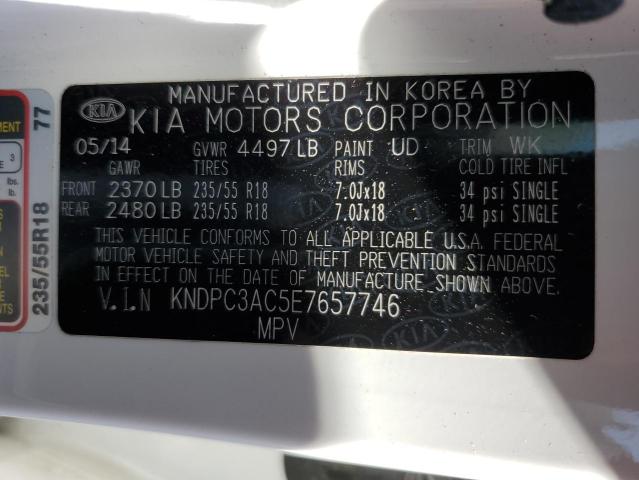 MANUFACTURED IN KOREA BY
KIA KIA MOTORS CORPORATION
05/14 GVWR 4497 LB PAINT UD TRIM WK
GAWR TIRES RIMS COLD TIRE INFL
FRONT 2370 LB 235/55 R18 7.0Jx18 34 psi SINGLE
REAR 2480 LB 235/55 R18 7.0Jx18 34 psi SINGLE
THIS VEHICLE CONFORMS TO ALL APPLICABLE U.S.A. FEDERAL
MOTOR VEHICLE SAFETY AND THEFT PREVENTION STANDARDS
IN EFFECT ON THE DATE OF MANUFACTURE SHOWN ABOVE.
V.I.N KNDPC3AC5E7657746
MPV
77
235/55R18
3
lbs.
lb.